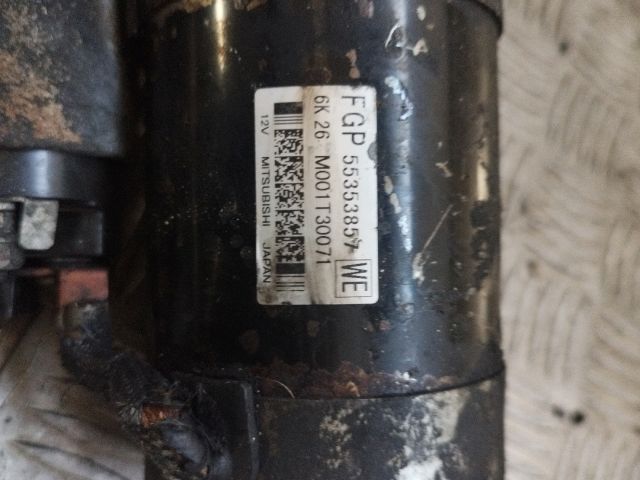 FGP 55353857 WE
6K 26 M001T30071
12V MITSUBISHI JAPAN